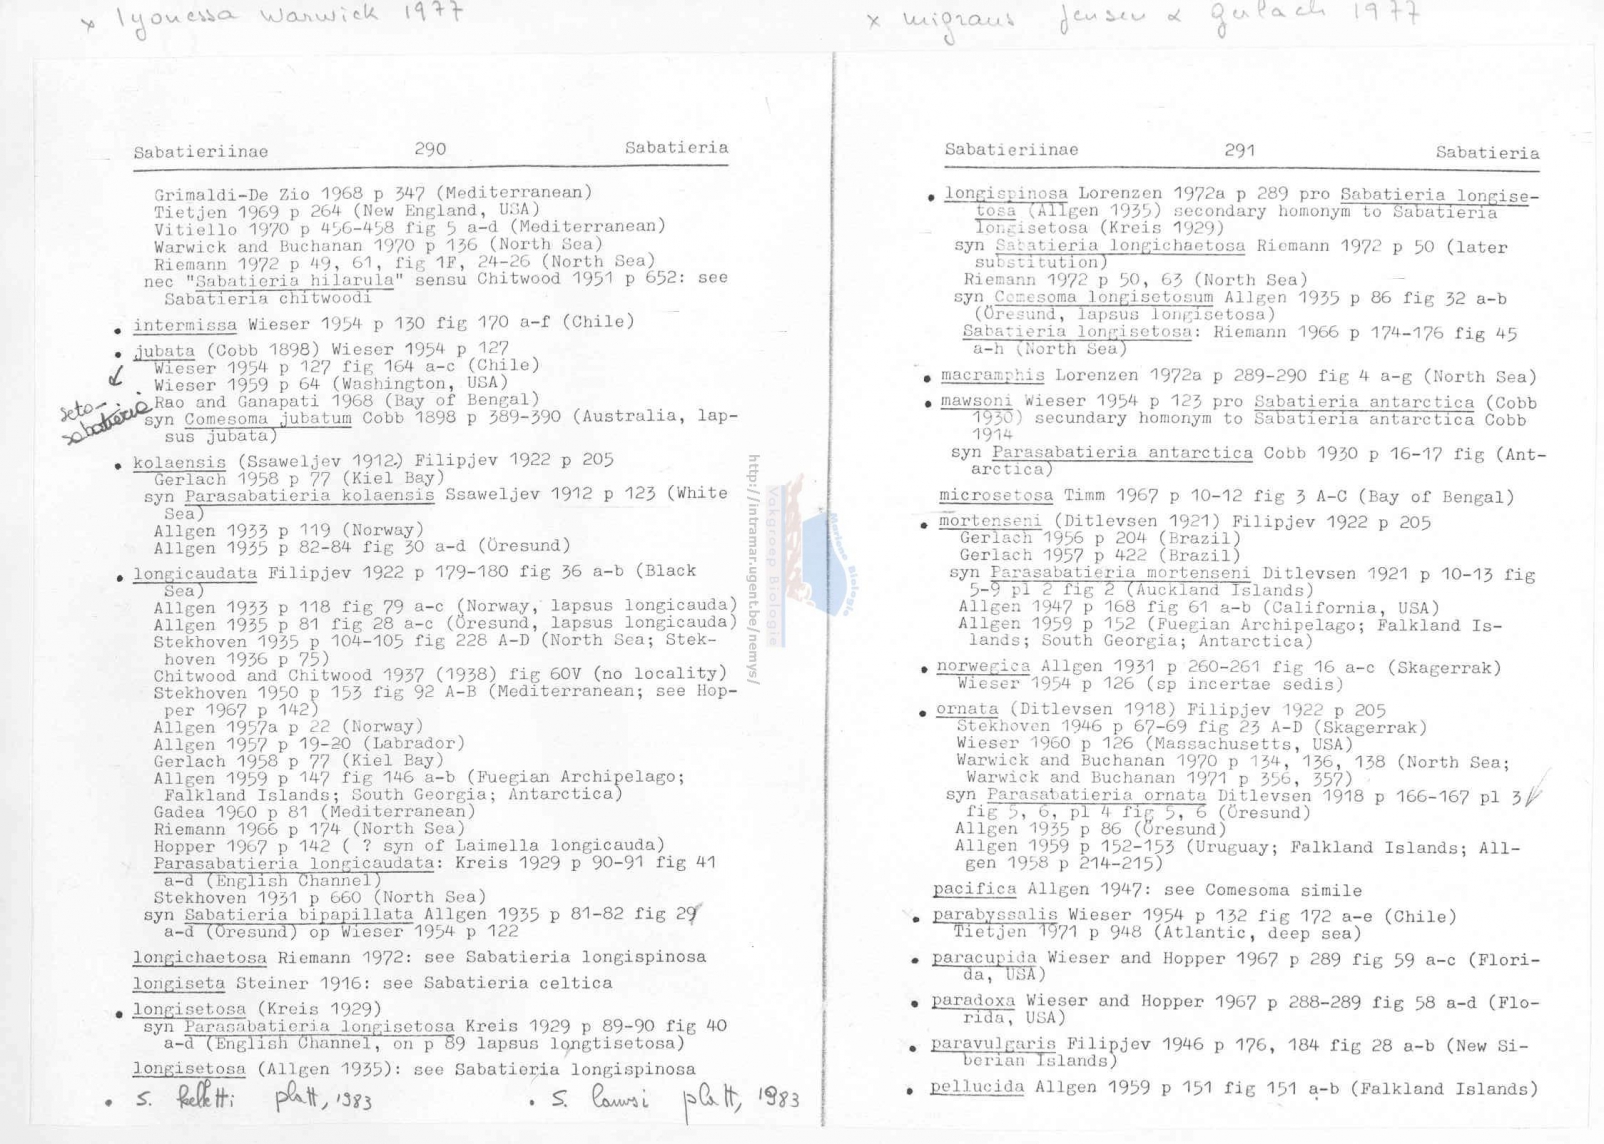 x lyonessa Warwick 1977
x migrans Jensen & Gerlach 1977
Sabatieriinae 290 Sabatieria
Grimaldi-De Zio 1968 p 347 (Mediterranean)
Tietjen 1969 p 264 (New England, USA)
Vitiello 1970 p 456-458 fig 5 a-d (Mediterranean)
Warwick and Buchanan 1970 p 136 (North Sea)
Riemann 1972 p 49, 61, fig 1F, 24-26 (North Sea)
nec "Sabatieria hilarula" sensu Chitwood 1951 p 652: see
Sabatieria chitwoodi
• intermissa Wieser 1954 p 130 fig 170 a-f (Chile)
• jubata (Cobb 1898) Wieser 1954 p 127
Wieser 1954 p 127 fig 164 a-c (Chile)
Wieser 1959 p 64 (Washington, USA)
Rao and Ganapati 1968 (Bay of Bengal)
seto-
sabatieria
syn Comesoma jubatum Cobb 1898 p 389-390 (Australia, lap-
sus jubata)
• kolaensis (Ssaweljev 1912) Filipjev 1922 p 205
Gerlach 1958 p 77 (Kiel Bay)
syn Parasabatieria kolaensis Ssaweljev 1912 p 123 (White
Sea)
Allgen 1933 p 119 (Norway)
Allgen 1935 p 82-84 fig 30 a-d (Öresund)
• longicaudata Filipjev 1922 p 179-180 fig 36 a-b (Black
Sea)
Allgen 1933 p 118 fig 79 a-c (Norway, lapsus longicauda)
Allgen 1935 p 81 fig 28 a-c (Öresund, lapsus longicauda)
Stekhoven 1935 p 104-105 fig 228 A-D (North Sea; Stek-
hoven 1936 p 75)
Chitwood and Chitwood 1937 (1938) fig 60V (no locality)
Stekhoven 1950 p 153 fig 92 A-B (Mediterranean; see Hop-
per 1967 p 142)
Allgen 1957a p 22 (Norway)
Allgen 1957 p 19-20 (Labrador)
Gerlach 1958 p 77 (Kiel Bay)
Allgen 1959 p 147 fig 146 a-b (Fuegian Archipelago;
Falkland Islands; South Georgia; Antarctica)
Gadea 1960 p 81 (Mediterranean)
Riemann 1966 p 174 (North Sea)
Hopper 1967 p 142 ( ? syn of Laimella longicauda)
Parasabatieria longicaudata: Kreis 1929 p 90-91 fig 41
a-d (English Channel)
Stekhoven 1931 p 660 (North Sea)
syn Sabatieria bipapillata Allgen 1935 p 81-82 fig 29
a-d (Öresund) op Wieser 1954 p 122
longichaetosa Riemann 1972: see Sabatieria longispinosa
longiseta Steiner 1916: see Sabatieria celtica
• longisetosa (Kreis 1929)
syn Parasabatieria longisetosa Kreis 1929 p 89-90 fig 40
a-d (English Channel, on p 89 lapsus longtisetosa)
longisetosa (Allgen 1935): see Sabatieria longispinosa
• S. kelletti Platt, 1983 • S. lawsi Platt, 1983
http://intramar.ugent.be/nemys/
Vakgroep Biologie
Mariene Biologie
Sabatieriinae 291 Sabatieria
• longispinosa Lorenzen 1972a p 289 pro Sabatieria longise-
tosa (Allgen 1935) secondary homonym to Sabatieria
longisetosa (Kreis 1929)
syn Sabatieria longichaetosa Riemann 1972 p 50 (later
substitution)
Riemann 1972 p 50, 63 (North Sea)
syn Comesoma longisetosum Allgen 1935 p 86 fig 32 a-b
(Öresund, lapsus longisetosa)
Sabatieria longisetosa: Riemann 1966 p 174-176 fig 45
a-h (North Sea)
• macramphis Lorenzen 1972a p 289-290 fig 4 a-g (North Sea)
• mawsoni Wieser 1954 p 123 pro Sabatieria antarctica (Cobb
1930) secundary homonym to Sabatieria antarctica Cobb
1914
syn Parasabatieria antarctica Cobb 1930 p 16-17 fig (Ant-
arctica)
microsetosa Timm 1967 p 10-12 fig 3 A-C (Bay of Bengal)
• mortenseni (Ditlevsen 1921) Filipjev 1922 p 205
Gerlach 1956 p 204 (Brazil)
Gerlach 1957 p 422 (Brazil)
syn Parasabatieria mortenseni Ditlevsen 1921 p 10-13 fig
5-9 pl 2 fig 2 (Auckland Islands)
Allgen 1947 p 168 fig 61 a-b (California, USA)
Allgen 1959 p 152 (Fuegian Archipelago; Falkland Is-
lands; South Georgia; Antarctica)
• norwegica Allgen 1931 p 260-261 fig 16 a-c (Skagerrak)
Wieser 1954 p 126 (sp incertae sedis)
• ornata (Ditlevsen 1918) Filipjev 1922 p 205
Stekhoven 1946 p 67-69 fig 23 A-D (Skagerrak)
Wieser 1960 p 126 (Massachusetts, USA)
Warwick and Buchanan 1970 p 134, 136, 138 (North Sea;
Warwick and Buchanan 1971 p 356, 357)
syn Parasabatieria ornata Ditlevsen 1918 p 166-167 pl 3
fig 5, 6, pl 4 fig 5, 6 (Öresund)
Allgen 1935 p 86 (Öresund)
Allgen 1959 p 152-153 (Uruguay; Falkland Islands; All-
gen 1958 p 214-215)
pacifica Allgen 1947: see Comesoma simile
• parabyssalis Wieser 1954 p 132 fig 172 a-e (Chile)
Tietjen 1971 p 948 (Atlantic, deep sea)
• paracupida Wieser and Hopper 1967 p 289 fig 59 a-c (Flori-
da, USA)
• paradoxa Wieser and Hopper 1967 p 288-289 fig 58 a-d (Flo-
rida, USA)
• paravulgaris Filipjev 1946 p 176, 184 fig 28 a-b (New Si-
berian Islands)
• pellucida Allgen 1959 p 151 fig 151 a-b (Falkland Islands)